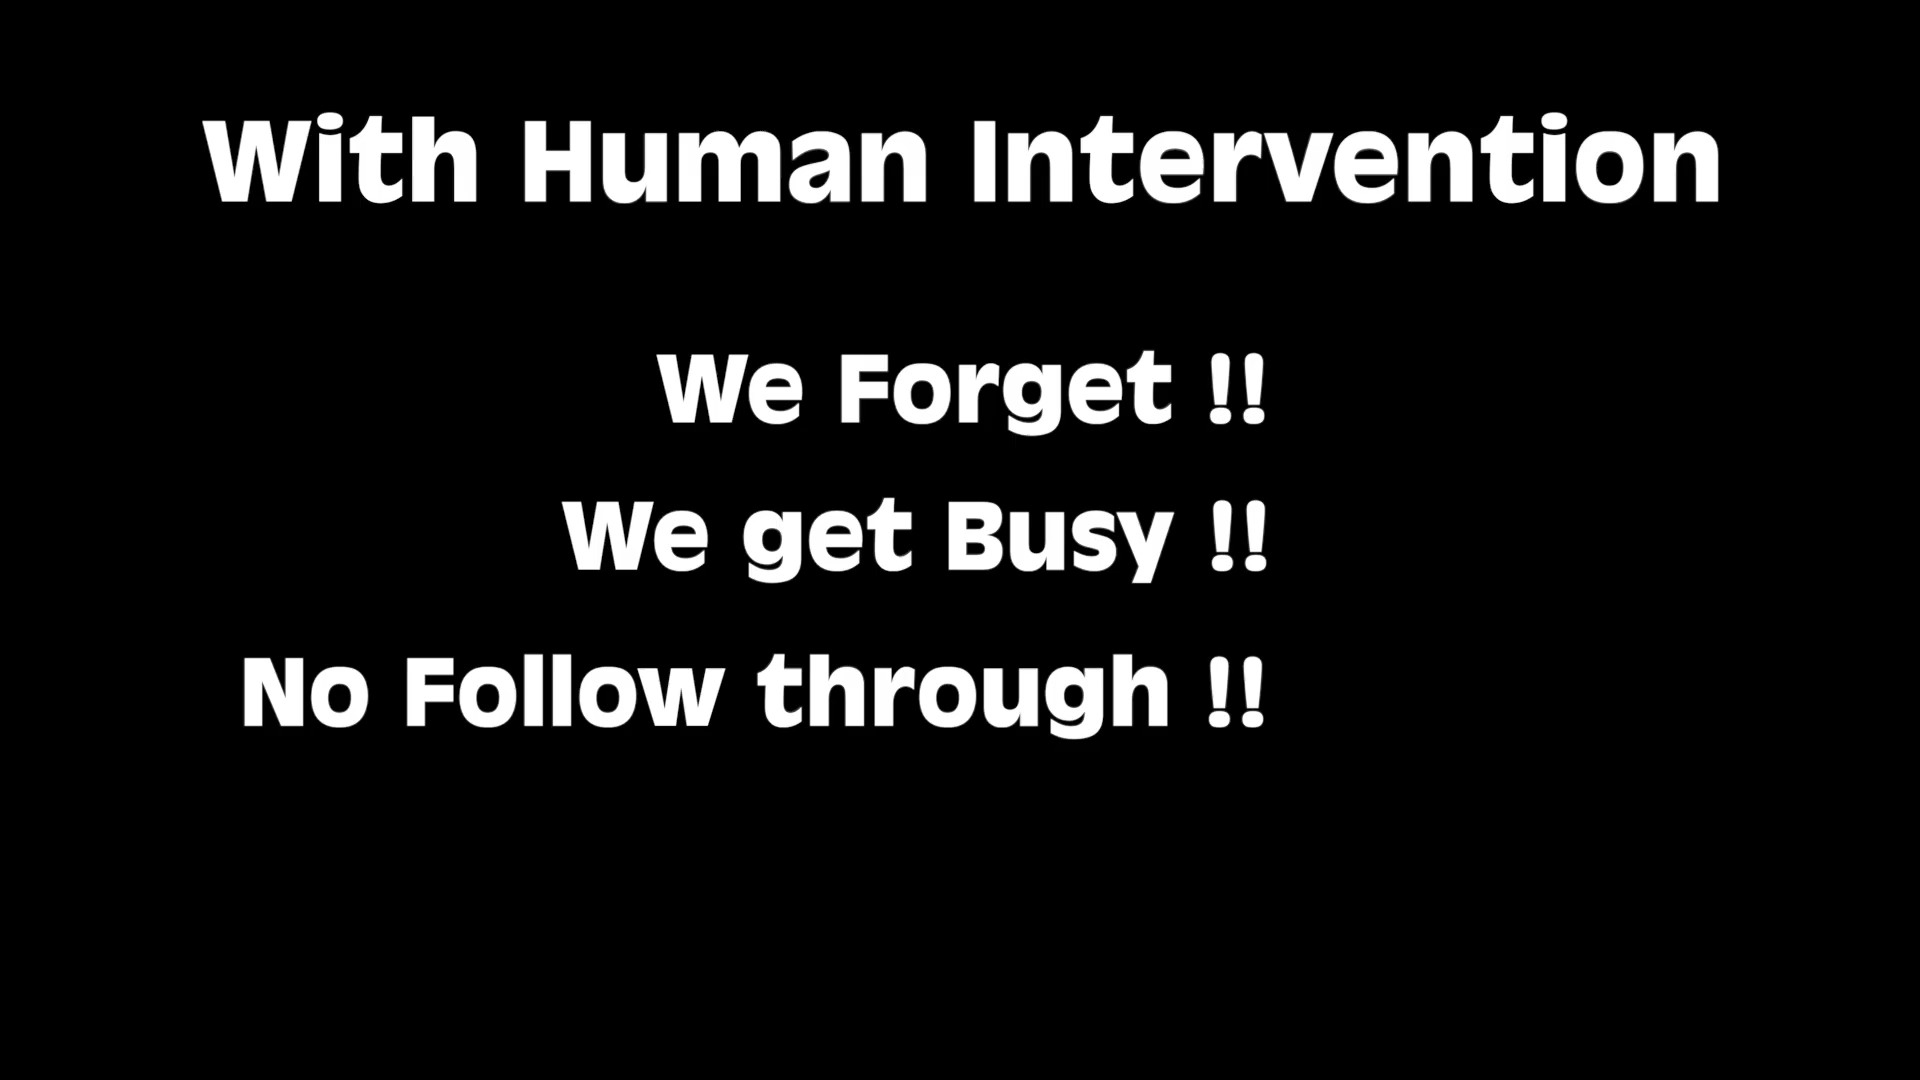 With Human Intervention
We Forget !!
We get Busy !!
No Follow through !!